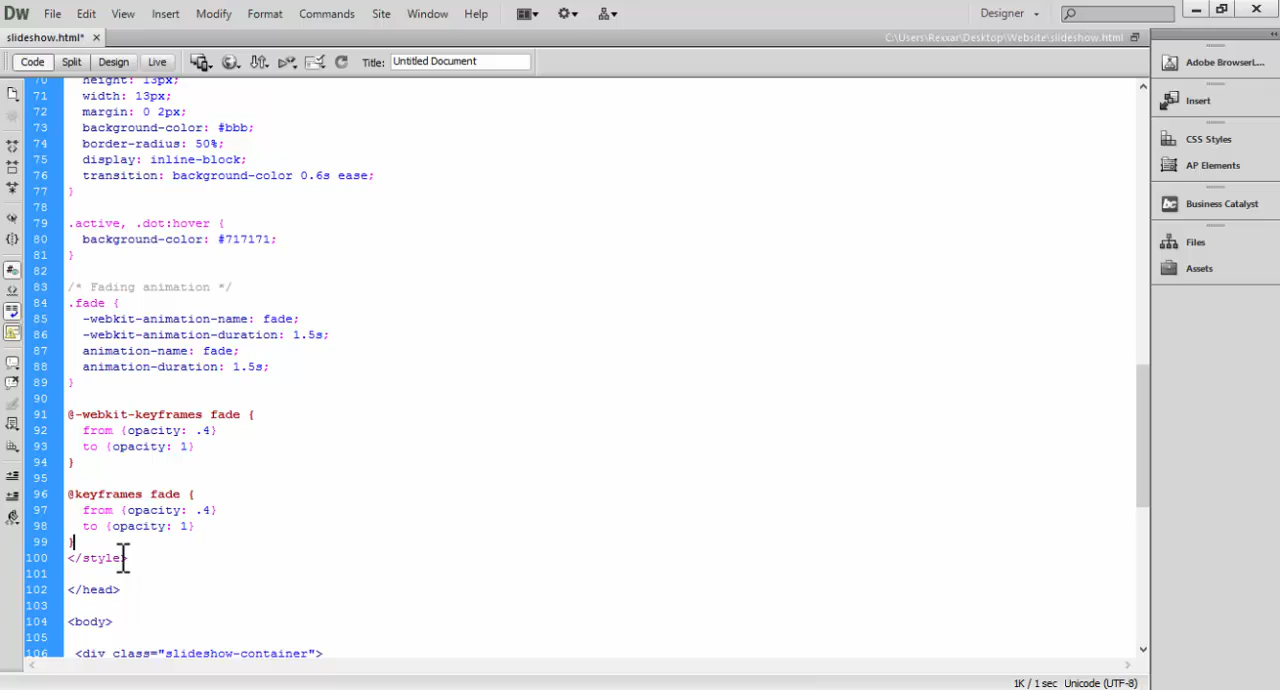 Dw File Edit View Insert Modify Format Commands Site Window Help Designer
slideshow.html* × C:\Users\Rexxar\Desktop\Website\slideshow.html
Code Split Design Live Title: Untitled Document
70 height: 13px;
71 width: 13px;
72 margin: 0 2px;
73 background-color: #bbb;
74 border-radius: 50%;
75 display: inline-block;
76 transition: background-color 0.6s ease;
77 }
78
79 .active, .dot:hover {
80 background-color: #717171;
81 }
82
83 /* Fading animation */
84 .fade {
85 -webkit-animation-name: fade;
86 -webkit-animation-duration: 1.5s;
87 animation-name: fade;
88 animation-duration: 1.5s;
89 }
90
91 @-webkit-keyframes fade {
92 from {opacity: .4}
93 to {opacity: 1}
94 }
95
96 @keyframes fade {
97 from {opacity: .4}
98 to {opacity: 1}
99 }
100 </style>
101
102 </head>
103
104 <body>
105
106 <div class="slideshow-container">
Adobe BrowserL...
Insert
CSS Styles
AP Elements
Business Catalyst
Files
Assets
1K / 1 sec Unicode (UTF-8)